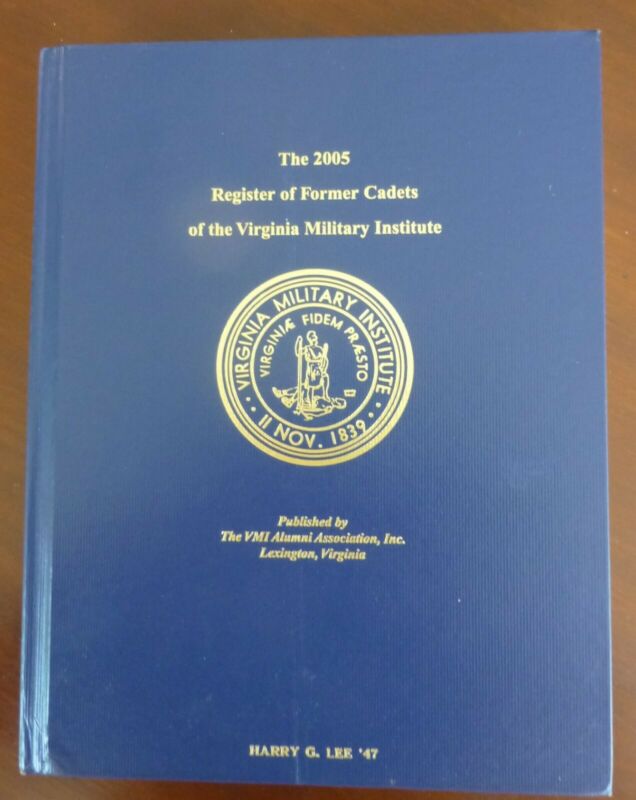 The 2005
Register of Former Cadets
of the Virginia Military Institute
VIRGINIA MILITARY INSTITUTE
VIRGINIÆ FIDEM PRÆSTO
11 NOV. 1839
Published by
The VMI Alumni Association, Inc.
Lexington, Virginia
HARRY G. LEE '47